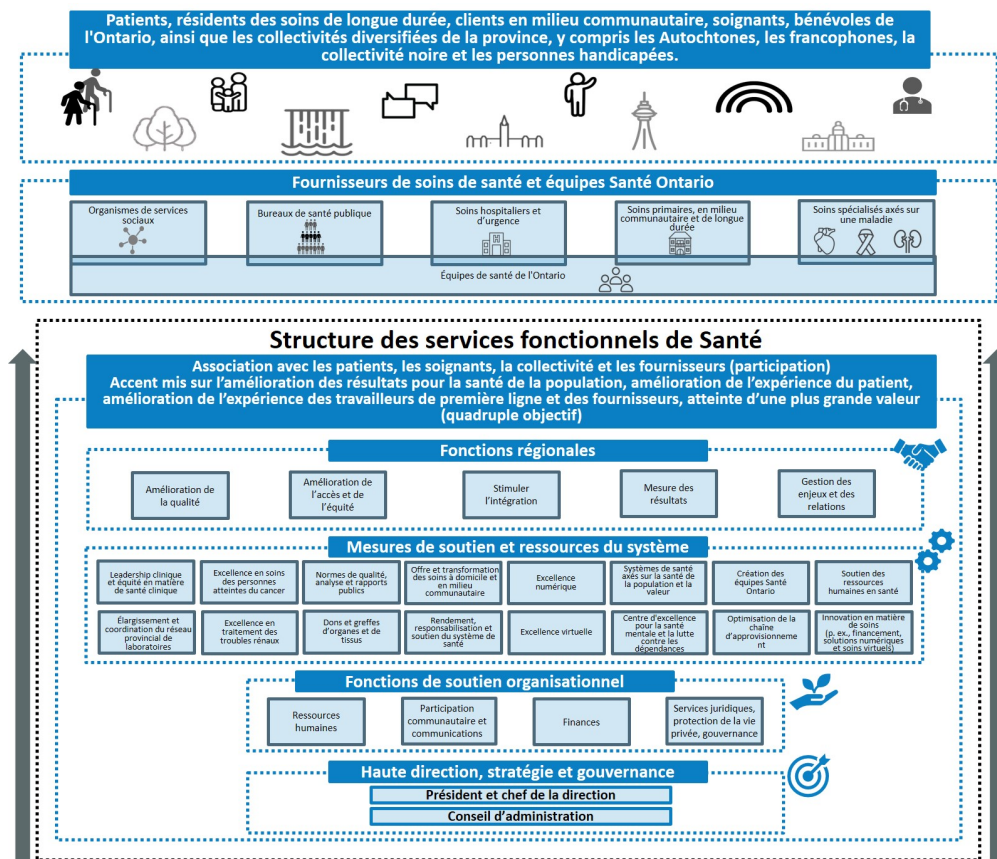 Patients, résidents des soins de longue durée, clients en milieu communautaire, soignants, bénévoles de
l'Ontario, ainsi que les collectivités diversifiées de la province, y compris les Autochtones, les francophones, la
collectivité noire et les personnes handicapées.
Fournisseurs de soins de santé et équipes Santé Ontario
Organismes de services
sociaux
Bureaux de santé publique
Soins hospitaliers et
d'urgence
Soins primaires, en milieu
communautaire et de longue
durée
Soins spécialisés axés sur
une maladie
Équipes de santé de l'Ontario
Structure des services fonctionnels de Santé
Association avec les patients, les soignants, la collectivité et les fournisseurs (participation)
Accent mis sur l'amélioration des résultats pour la santé de la population, amélioration de l'expérience du patient,
amélioration de l'expérience des travailleurs de première ligne et des fournisseurs, atteinte d'une plus grande valeur
(quadruple objectif)
Fonctions régionales
Amélioration de
la qualité
Amélioration de
l'accès et de
l'équité
Stimuler
l'intégration
Mesure des
résultats
Gestion des
enjeux et des
relations
Mesures de soutien et ressources du système
Leadership clinique
et équité en matière
de santé clinique
Excellence en soins
des personnes
atteintes du cancer
Normes de qualité,
analyse et rapports
publics
Offre et transformation
des soins à domicile et
en milieu
communautaire
Excellence
numérique
Systèmes de santé
axés sur la santé de
la population et la
valeur
Création des
équipes Santé
Ontario
Soutien des
ressources
humaines en santé
Élargissement et
coordination du réseau
provincial de
laboratoires
Excellence en
traitement des
troubles rénaux
Dons et greffes
d'organes et de
tissus
Rendement,
responsabilisation et
soutien du système de
santé
Excellence virtuelle
Centre d'excellence
pour la santé
mentale et la lutte
contre les
dépendances
Optimisation de la
chaîne
d'approvisionneme
nt
Innovation en matière
de soins
(p. ex., financement,
solutions numériques
et soins virtuels)
Fonctions de soutien organisationnel
Ressources
humaines
Participation
communautaire et
communications
Finances
Services juridiques,
protection de la vie
privée, gouvernance
Haute direction, stratégie et gouvernance
Président et chef de la direction
Conseil d'administration